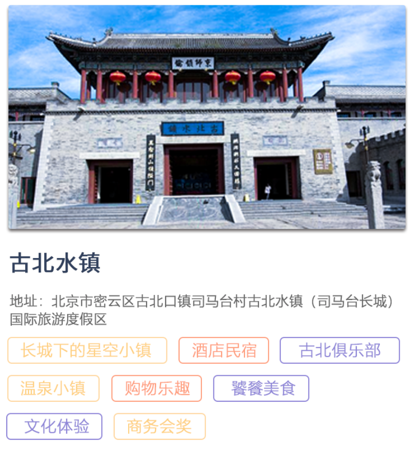 京师锁钥
古北水镇
古北水镇
地址：北京市密云区古北口镇司马台村古北水镇（司马台长城）
国际旅游度假区
长城下的星空小镇
酒店民宿
古北俱乐部
温泉小镇
购物乐趣
饕餮美食
文化体验
商务会奖